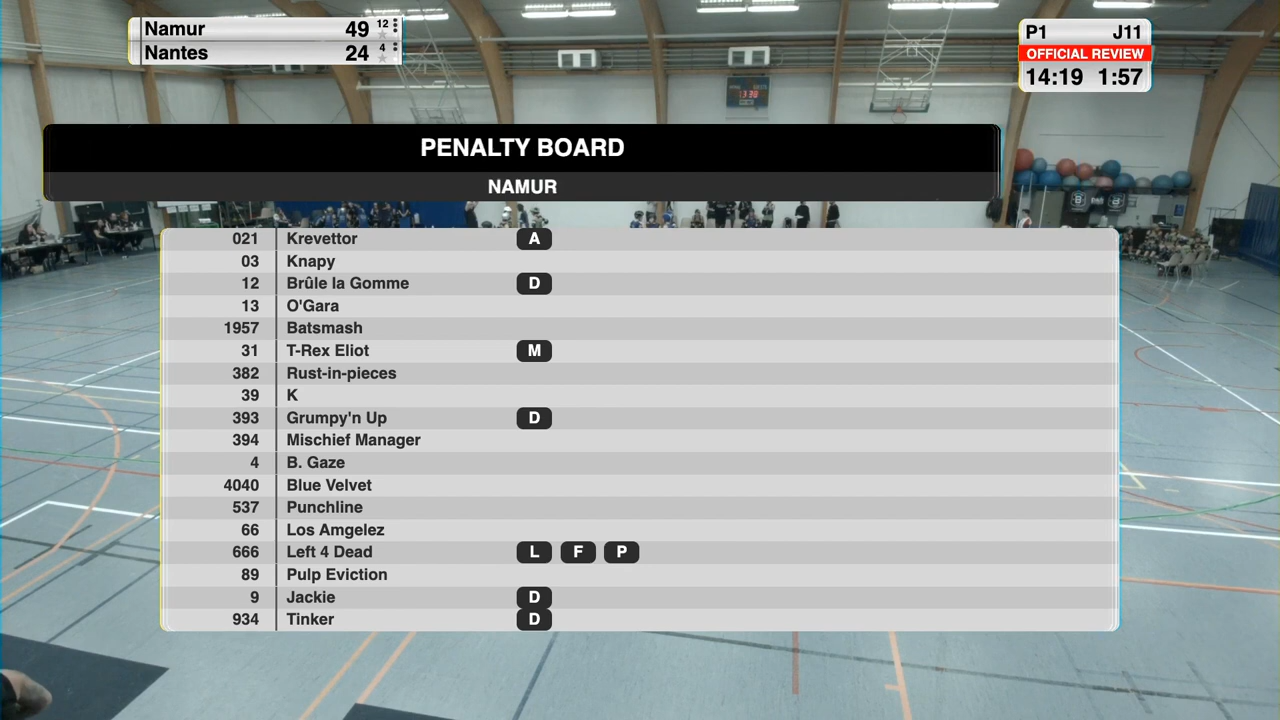 Namur 49 12
Nantes 24 4
P1 J11
OFFICIAL REVIEW
14:19 1:57
PENALTY BOARD
NAMUR
021 Krevettor A
03 Knapy
12 Brûle la Gomme D
13 O'Gara
1957 Batsmash
31 T-Rex Eliot M
382 Rust-in-pieces
39 K
393 Grumpy'n Up D
394 Mischief Manager
4 B. Gaze
4040 Blue Velvet
537 Punchline
66 Los Amgelez
666 Left 4 Dead L F P
89 Pulp Eviction
9 Jackie D
934 Tinker D